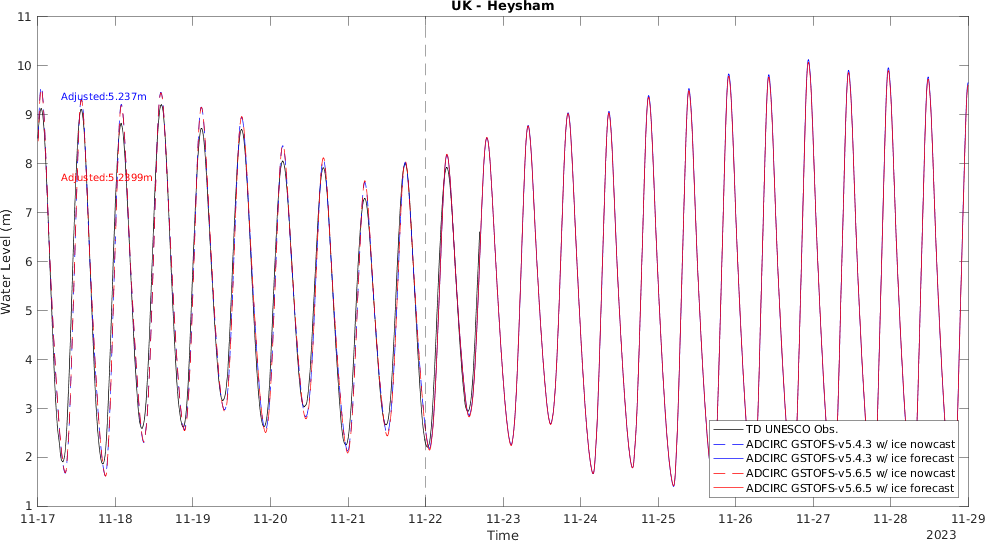 UK - Heysham
11
10
9
8
7
6
5
4
3
2
1
Water Level (m)
Adjusted:5.237m
Adjusted:5.2399m
TD UNESCO Obs.
ADCIRC GSTOFS-v5.4.3 w/ ice nowcast
ADCIRC GSTOFS-v5.4.3 w/ ice forecast
ADCIRC GSTOFS-v5.6.5 w/ ice nowcast
ADCIRC GSTOFS-v5.6.5 w/ ice forecast
11-17 11-18 11-19 11-20 11-21 11-22 11-23 11-24 11-25 11-26 11-27 11-28 11-29
Time
2023